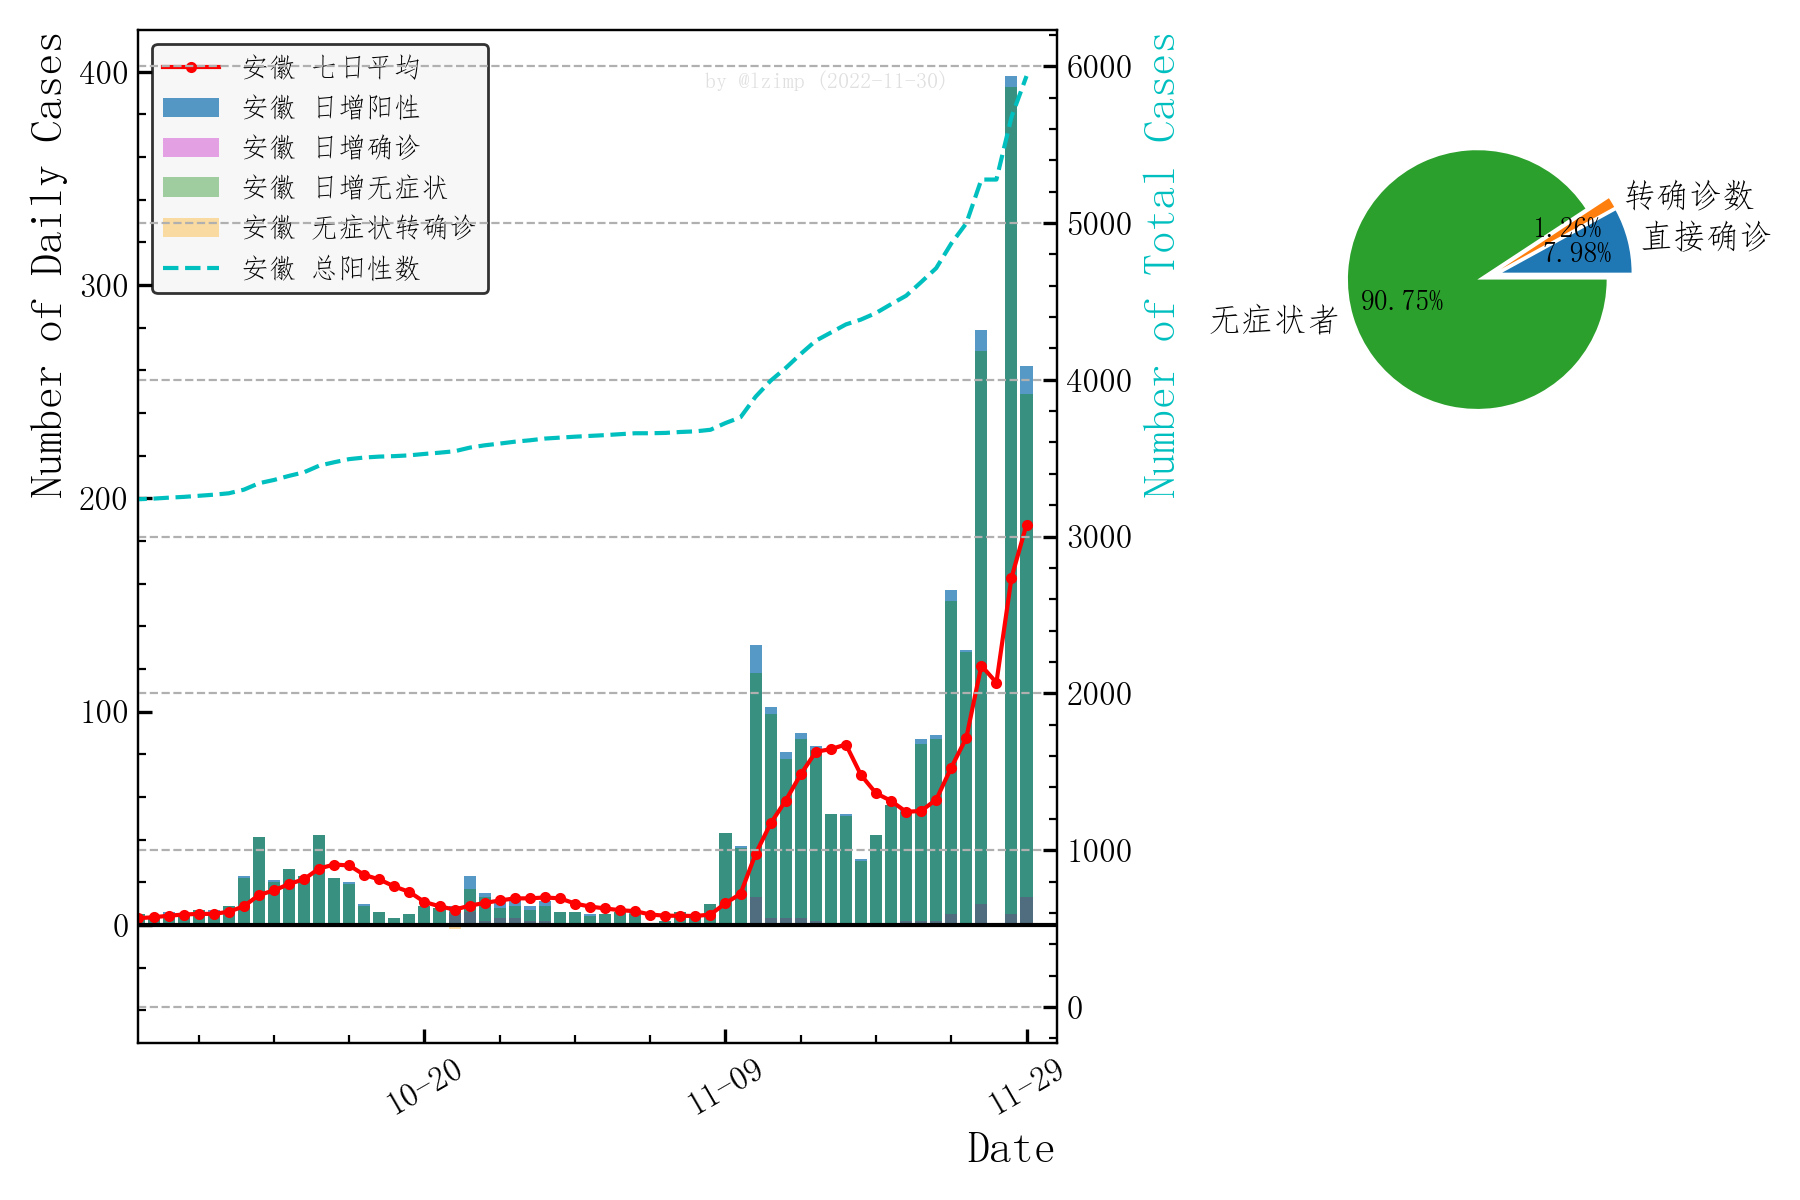 by @lzimp (2022-11-30)
安徽 七日平均
安徽 日增阳性
安徽 日增确诊
安徽 日增无症状
安徽 无症状转确诊
安徽 总阳性数
Number of Daily Cases
400
300
200
100
0
10-20
11-09
11-29
Date
6000
5000
4000
3000
2000
1000
0
Number of Total Cases
转确诊数
1.26%
直接确诊
7.98%
90.75%
无症状者